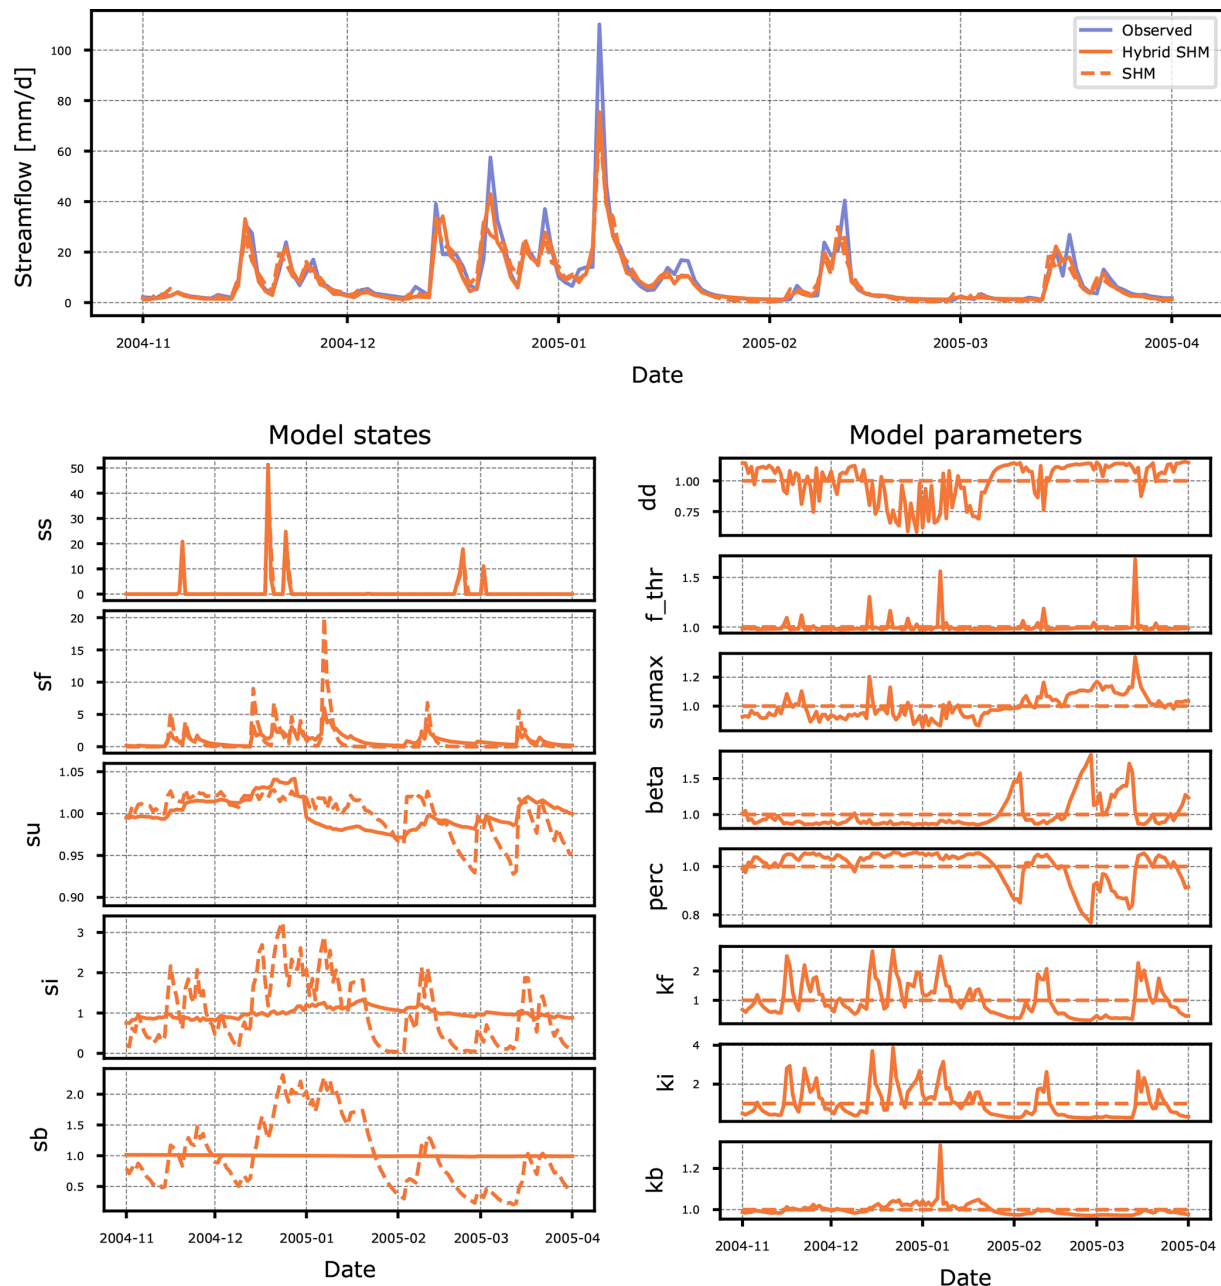 Observed
Hybrid SHM
SHM
Streamflow [mm/d]
100
80
60
40
20
0
2004-11 2004-12 2005-01 2005-02 2005-03 2005-04
Date
Model states
ss
50
40
30
20
10
0
sf
20
15
10
5
0
su
1.05
1.00
0.95
0.90
si
3
2
1
0
sb
2.0
1.5
1.0
0.5
2004-11 2004-12 2005-01 2005-02 2005-03 2005-04
Date
Model parameters
dd
1.00
0.75
f_thr
1.5
1.0
sumax
1.2
1.0
beta
1.5
1.0
perc
1.0
0.8
kf
2
1
ki
4
2
kb
1.2
1.0
2004-11 2004-12 2005-01 2005-02 2005-03 2005-04
Date